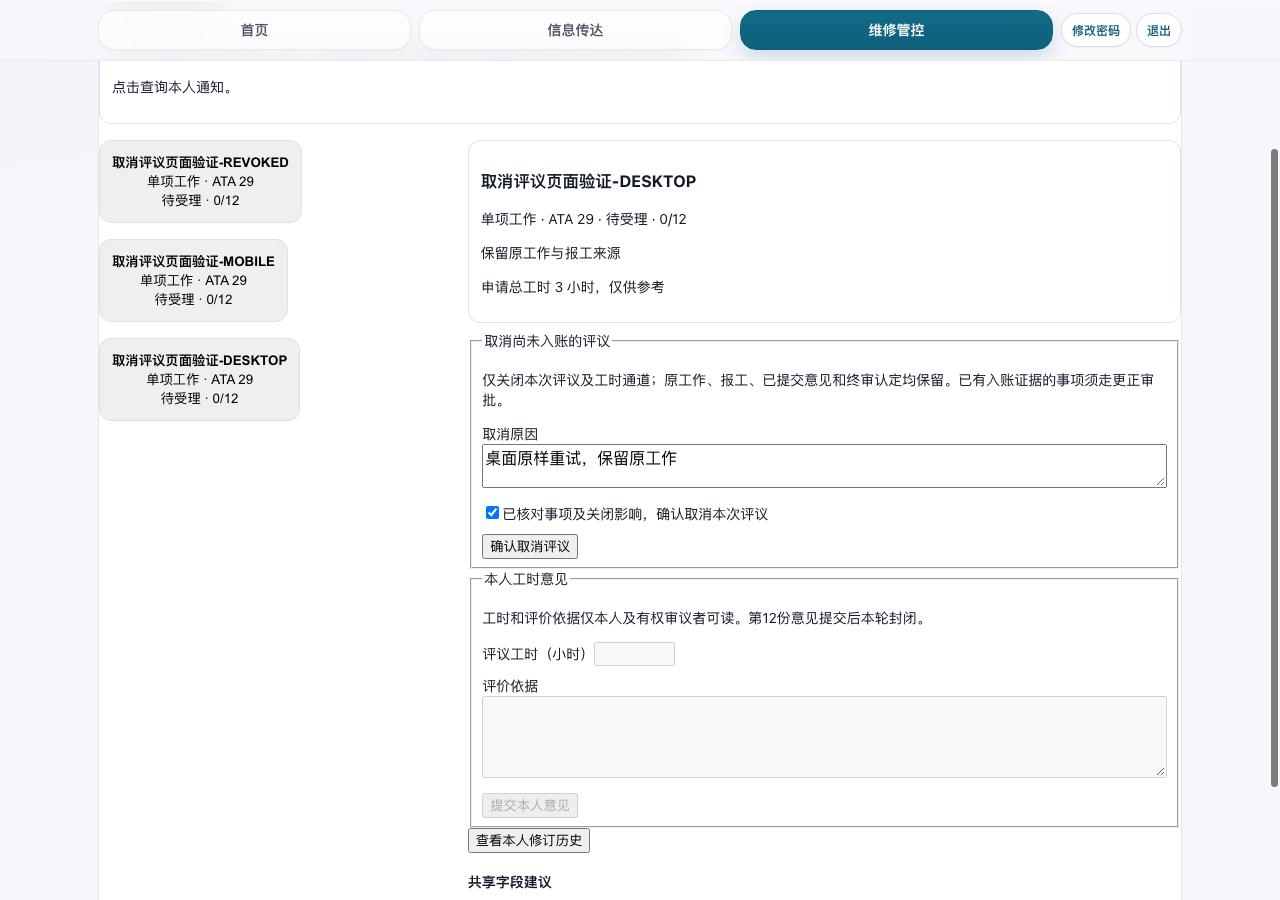 首页
信息传达
维修管控
修改密码
退出
点击查询本人通知。
取消评议页面验证-REVOKED
单项工作 · ATA 29
待受理 · 0/12
取消评议页面验证-MOBILE
单项工作 · ATA 29
待受理 · 0/12
取消评议页面验证-DESKTOP
单项工作 · ATA 29
待受理 · 0/12
取消评议页面验证-DESKTOP
单项工作 · ATA 29 · 待受理 · 0/12
保留原工作与报工来源
申请总工时 3 小时，仅供参考
取消尚未入账的评议
仅关闭本次评议及工时通道；原工作、报工、已提交意见和终审认定均保留。已有入账证据的事项须走更正审
批。
取消原因
桌面原样重试，保留原工作
已核对事项及关闭影响，确认取消本次评议
确认取消评议
本人工时意见
工时和评价依据仅本人及有权审议者可读。第12份意见提交后本轮封闭。
评议工时（小时）
评价依据
提交本人意见
查看本人修订历史
共享字段建议